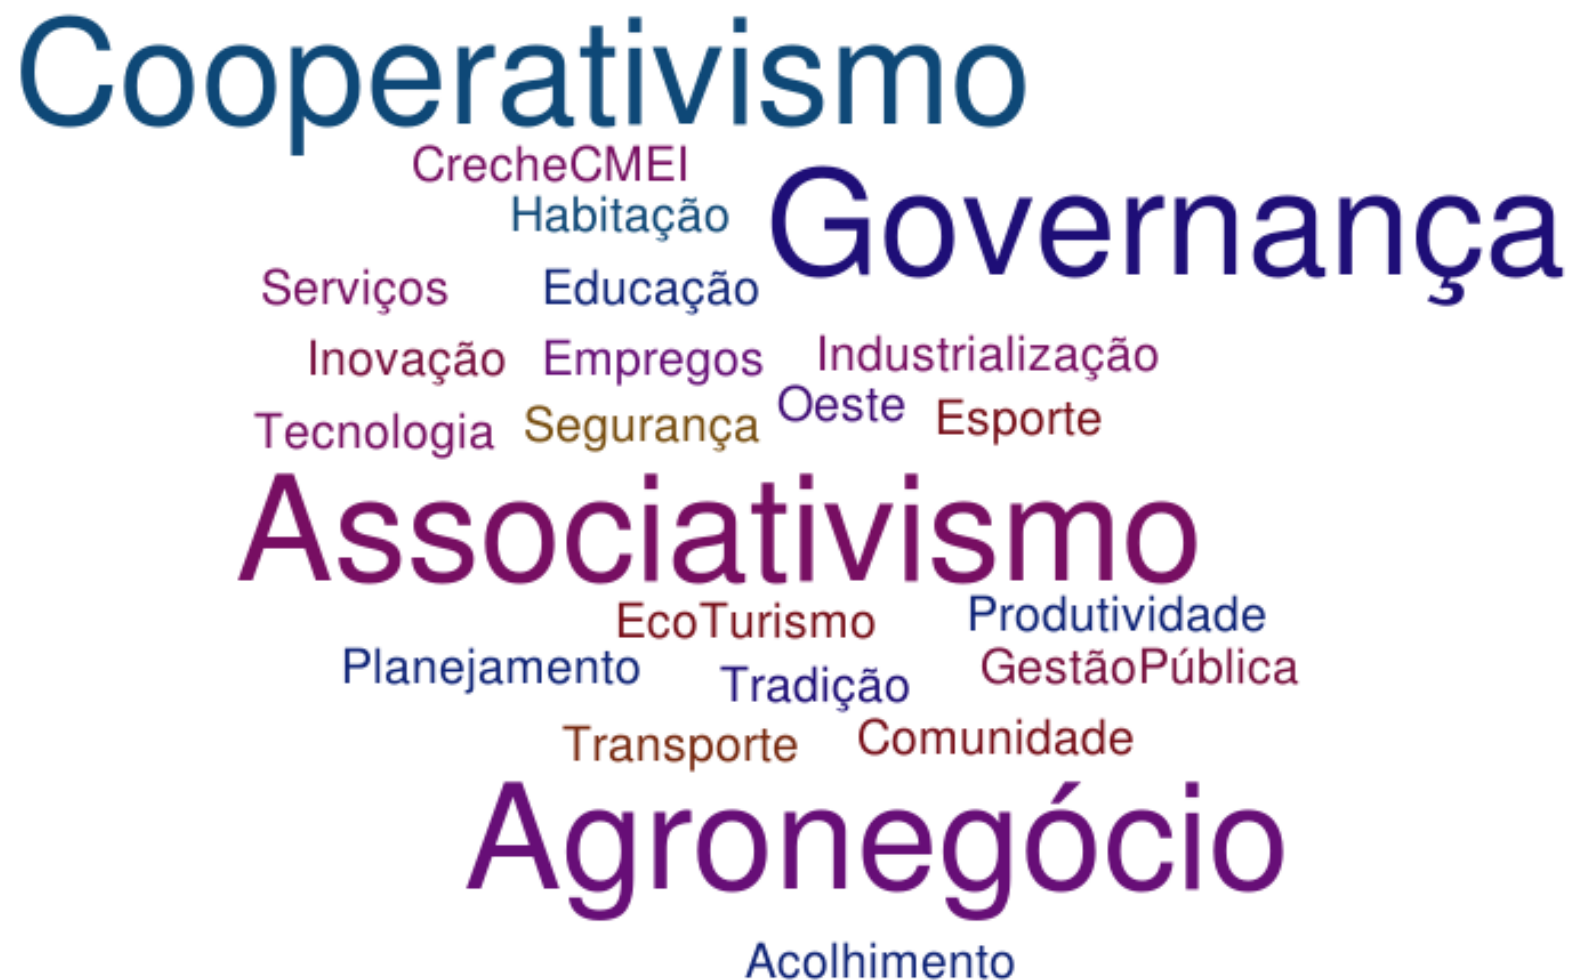 Cooperativismo
CrecheCMEI
Habitação
Governança
Serviços
Educação
Inovação
Empregos
Industrialização
Oeste
Esporte
Tecnologia
Segurança
Associativismo
EcoTurismo
Produtividade
Planejamento
Tradição
GestãoPública
Transporte
Comunidade
Agronegócio
Acolhimento